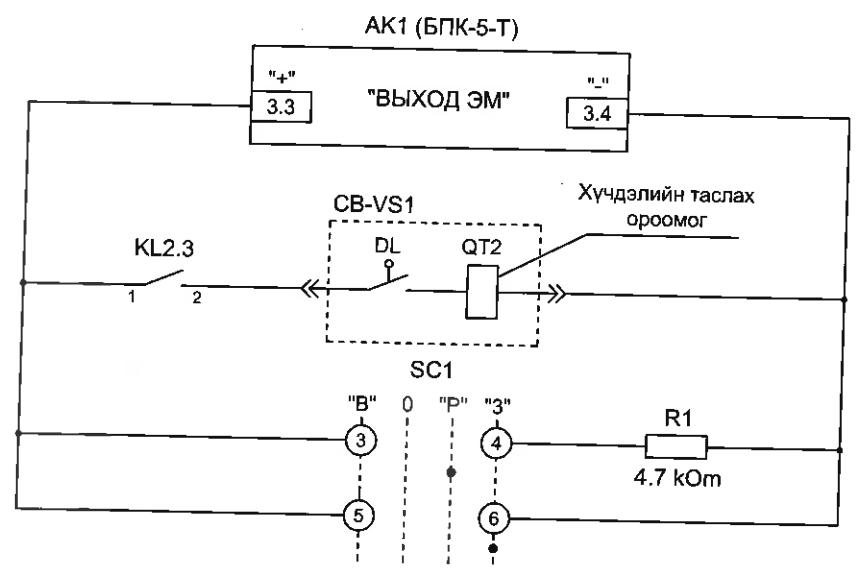 AK1 (БПК-5-Т)
"+"
"-"
3.3
"ВЫХОД ЭМ"
3.4
Хүчдэлийн таслах
ороомог
CB-VS1
KL2.3
DL
QT2
1
2
SC1
"В" 0 "Р" "З"
R1
3
4
4.7 kОm
5
6